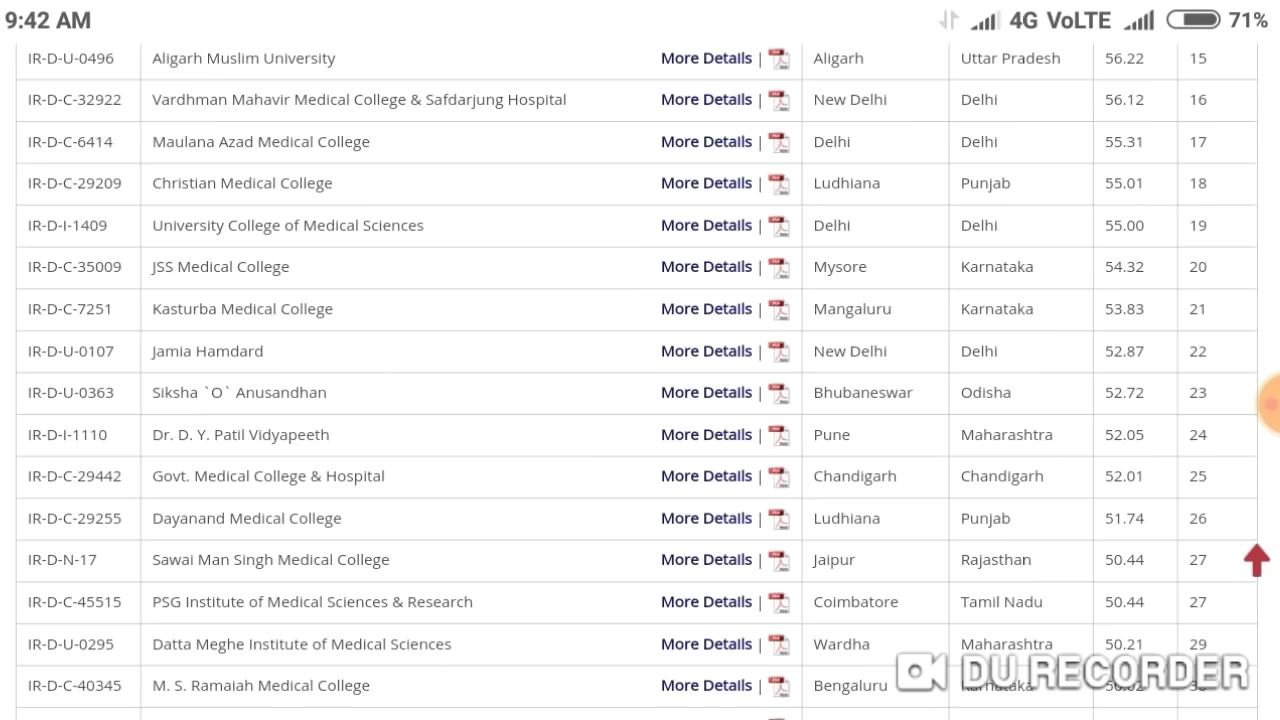 9:42 AM 4G VoLTE 71%
IR-D-U-0496 Aligarh Muslim University More Details | Aligarh Uttar Pradesh 56.22 15
IR-D-C-32922 Vardhman Mahavir Medical College & Safdarjung Hospital More Details | New Delhi Delhi 56.12 16
IR-D-C-6414 Maulana Azad Medical College More Details | Delhi Delhi 55.31 17
IR-D-C-29209 Christian Medical College More Details | Ludhiana Punjab 55.01 18
IR-D-I-1409 University College of Medical Sciences More Details | Delhi Delhi 55.00 19
IR-D-C-35009 JSS Medical College More Details | Mysore Karnataka 54.32 20
IR-D-C-7251 Kasturba Medical College More Details | Mangaluru Karnataka 53.83 21
IR-D-U-0107 Jamia Hamdard More Details | New Delhi Delhi 52.87 22
IR-D-U-0363 Siksha `O` Anusandhan More Details | Bhubaneswar Odisha 52.72 23
IR-D-I-1110 Dr. D. Y. Patil Vidyapeeth More Details | Pune Maharashtra 52.05 24
IR-D-C-29442 Govt. Medical College & Hospital More Details | Chandigarh Chandigarh 52.01 25
IR-D-C-29255 Dayanand Medical College More Details | Ludhiana Punjab 51.74 26
IR-D-N-17 Sawai Man Singh Medical College More Details | Jaipur Rajasthan 50.44 27
IR-D-C-45515 PSG Institute of Medical Sciences & Research More Details | Coimbatore Tamil Nadu 50.44 27
IR-D-U-0295 Datta Meghe Institute of Medical Sciences More Details | Wardha Maharashtra 50.21 29
IR-D-C-40345 M. S. Ramaiah Medical College More Details | Bengaluru Karnataka
DU RECORDER